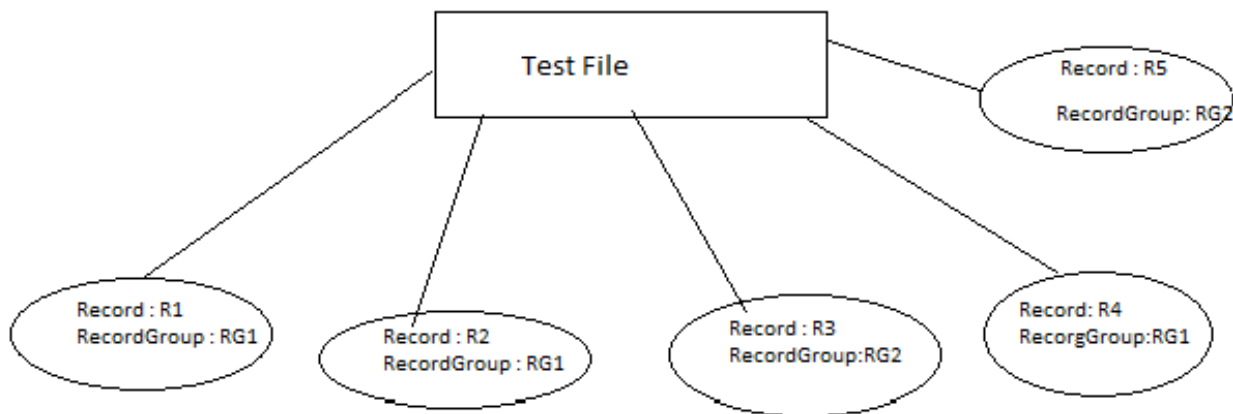 Test File
Record : R5
RecordGroup: RG2
Record : R1
RecordGroup : RG1
Record : R2
RecordGroup : RG1
Record : R3
RecordGroup:RG2
Record: R4
RecorgGroup:RG1